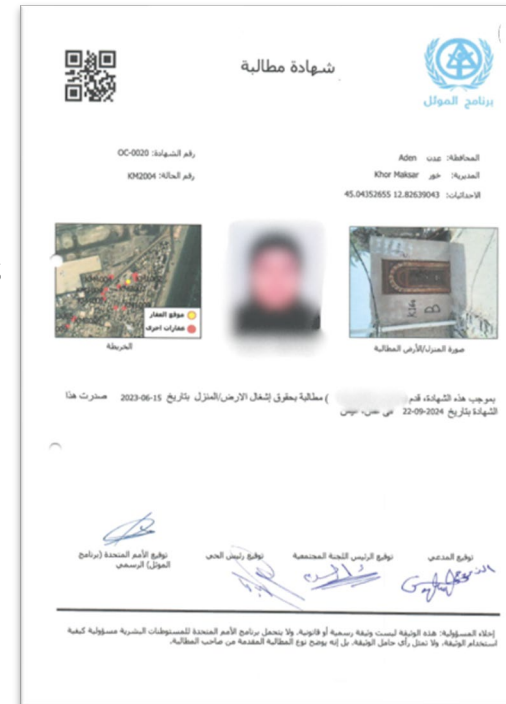 شهادة مطالبة
برنامج الموئل
المحافظة: عدن Aden
المديرية: خور Khor Maksar
الاحداثيات: 45.04352655 12.82639043
رقم الشهادة: OC-0020
رقم الحالة: KM2004
صورة المنزل/الأرض المطالبة
B
موقع العقار
عقارات اخرى
الخريطة
بموجب هذه الشهادة، قدم ( ) مطالبة بحقوق إشغال الارض/المنزل بتاريخ 15-06-2023 صدرت هذا
الشهادة بتاريخ 22-09-2024 في عدن،
توقيع المدعي
توقيع الرئيس اللجنة المجتمعية
توقيع رئيس الحي
توقيع الأمم المتحدة (برنامج
الموئل) الرسمي
إخلاء المسؤولية: هذه الوثيقة ليست وثيقة رسمية أو قانونية. ولا يتحمل برنامج الأمم المتحدة للمستوطنات البشرية مسؤولية كيفية
استخدام الوثيقة. ولا تمثل رأي حامل الوثيقة. بل إنه يوضح نوع المطالبة المقدمة من صاحب المطالبة.